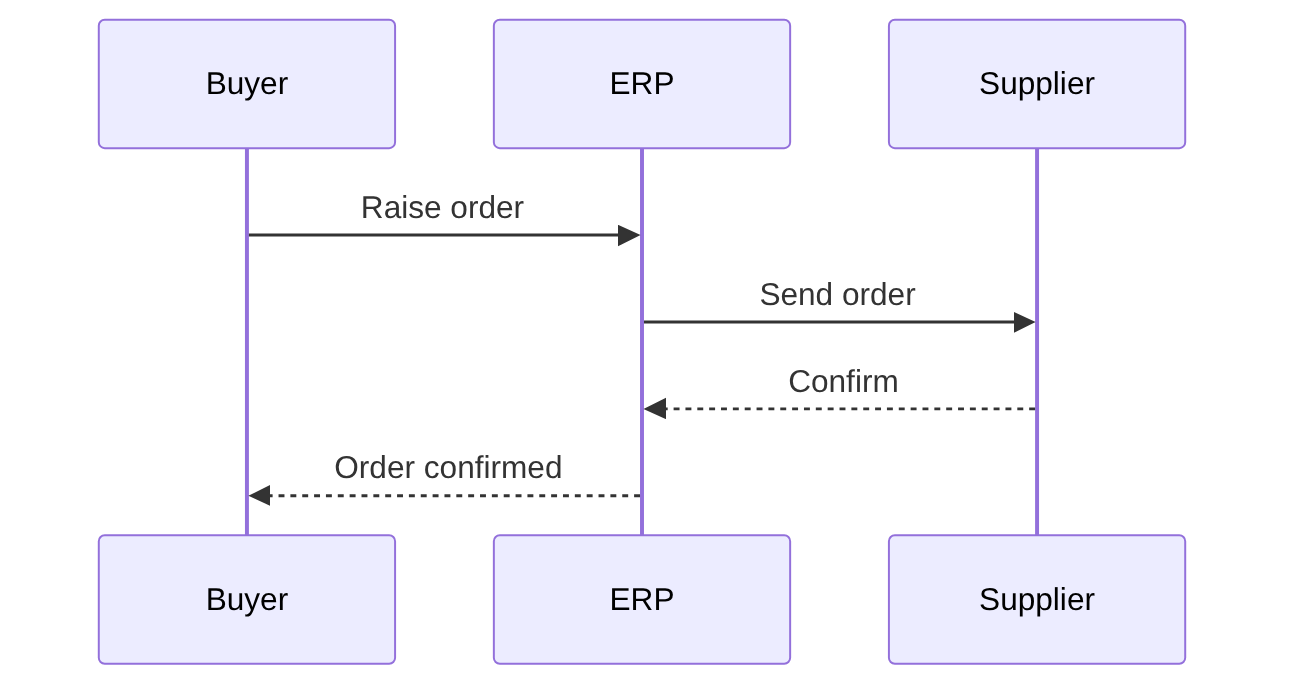 Buyer
ERP
Supplier
Raise order
Send order
Confirm
Order confirmed
Buyer
ERP
Supplier